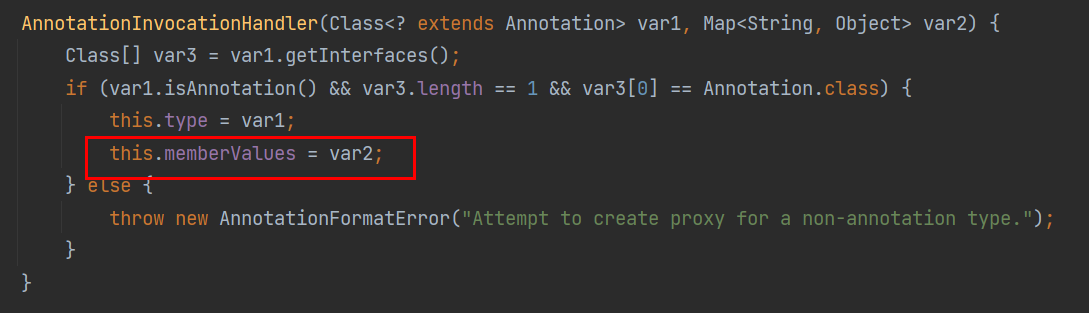 AnnotationInvocationHandler(Class<? extends Annotation> var1, Map<String, Object> var2) {
    Class[] var3 = var1.getInterfaces();
    if (var1.isAnnotation() && var3.length == 1 && var3[0] == Annotation.class) {
        this.type = var1;
        this.memberValues = var2;
    } else {
        throw new AnnotationFormatError("Attempt to create proxy for a non-annotation type.");
    }
}